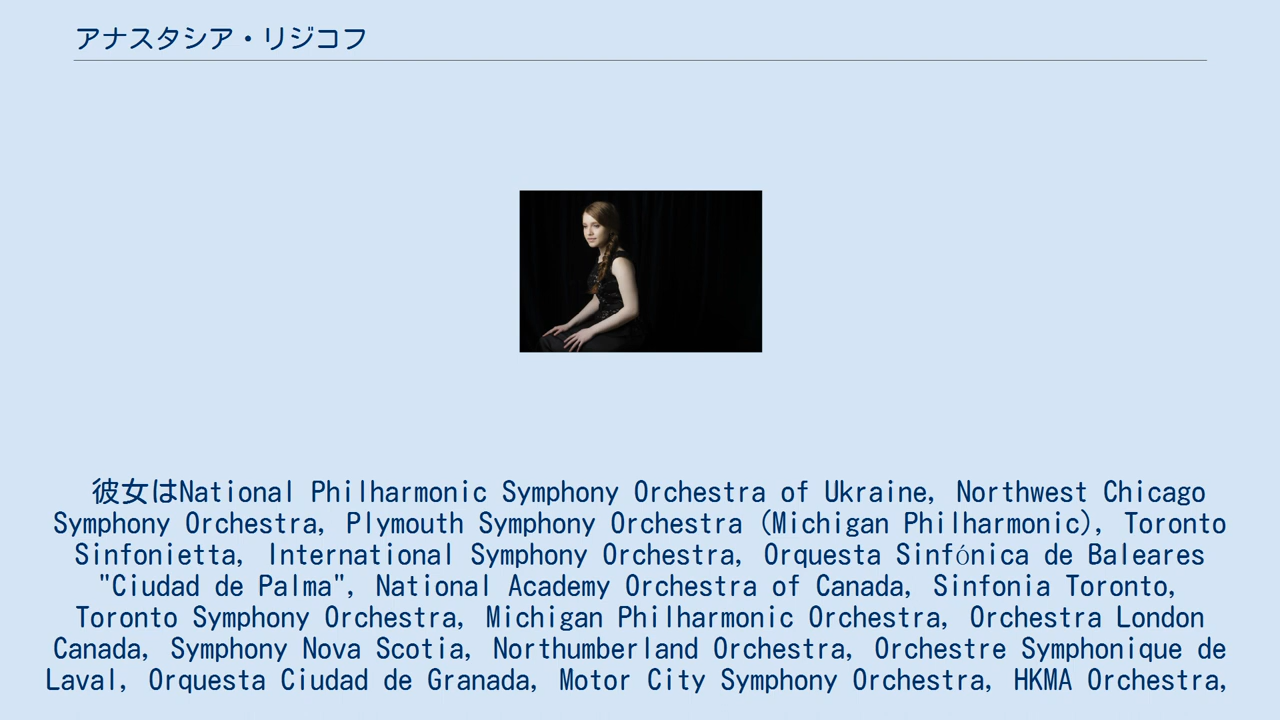 アナスタシア・リジコフ
彼女はNational Philharmonic Symphony Orchestra of Ukraine, Northwest Chicago
Symphony Orchestra, Plymouth Symphony Orchestra (Michigan Philharmonic), Toronto
Sinfonietta, International Symphony Orchestra, Orquesta Sinfónica de Baleares
"Ciudad de Palma", National Academy Orchestra of Canada, Sinfonia Toronto,
Toronto Symphony Orchestra, Michigan Philharmonic Orchestra, Orchestra London
Canada, Symphony Nova Scotia, Northumberland Orchestra, Orchestre Symphonique de
Laval, Orquesta Ciudad de Granada, Motor City Symphony Orchestra, HKMA Orchestra,